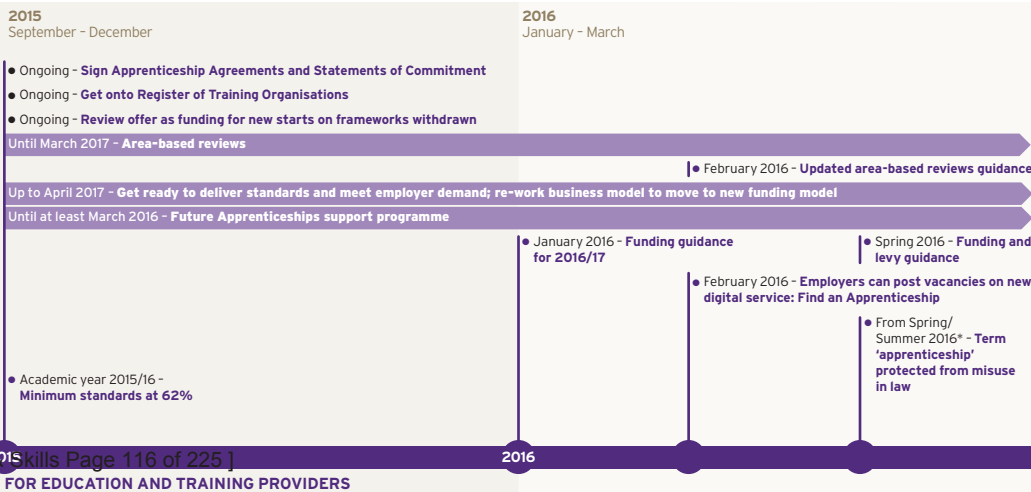 2015
September – December
2016
January – March
Ongoing – Sign Apprenticeship Agreements and Statements of Commitment
Ongoing – Get onto Register of Training Organisations
Ongoing – Review offer as funding for new starts on frameworks withdrawn
Until March 2017 – Area-based reviews
February 2016 – Updated area-based reviews guidance
Up to April 2017 – Get ready to deliver standards and meet employer demand; re-work business model to move to new funding model
Until at least March 2016 – Future Apprenticeships support programme
January 2016 – Funding guidance
for 2016/17
Spring 2016 – Funding and
levy guidance
February 2016 – Employers can post vacancies on new
digital service: Find an Apprenticeship
From Spring/
Summer 2016* – Term
‘apprenticeship’
protected from misuse
in law
Academic year 2015/16 –
Minimum standards at 62%
Skills Page 116 of 225 ]
2016
FOR EDUCATION AND TRAINING PROVIDERS